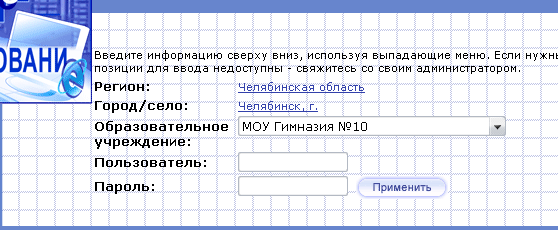 ОВАНИ
Введите информацию сверху вниз, используя выпадающие меню. Если нужны
позиции для ввода недоступны - свяжитесь со своим администратором.
Регион: Челябинская область
Город/село: Челябинск, г.
Образовательное
учреждение: МОУ Гимназия №10
Пользователь:
Пароль: Применить